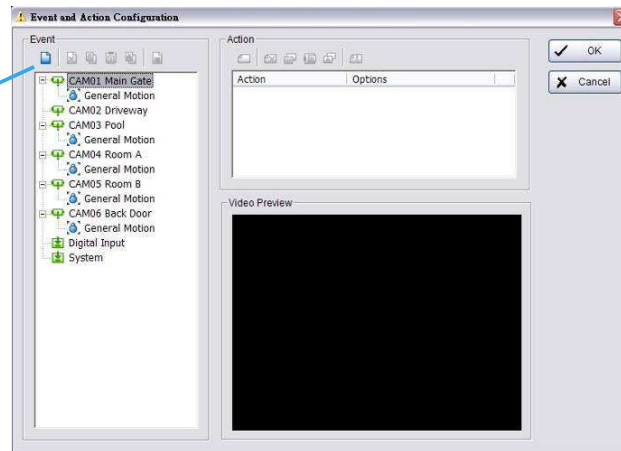 Event and Action Configuration
Event
Action
OK
Cancel
Action Options
CAM01 Main Gate
General Motion
CAM02 Driveway
CAM03 Pool
General Motion
CAM04 Room A
General Motion
CAM05 Room B
General Motion
CAM06 Back Door
General Motion
Digital Input
System
Video Preview